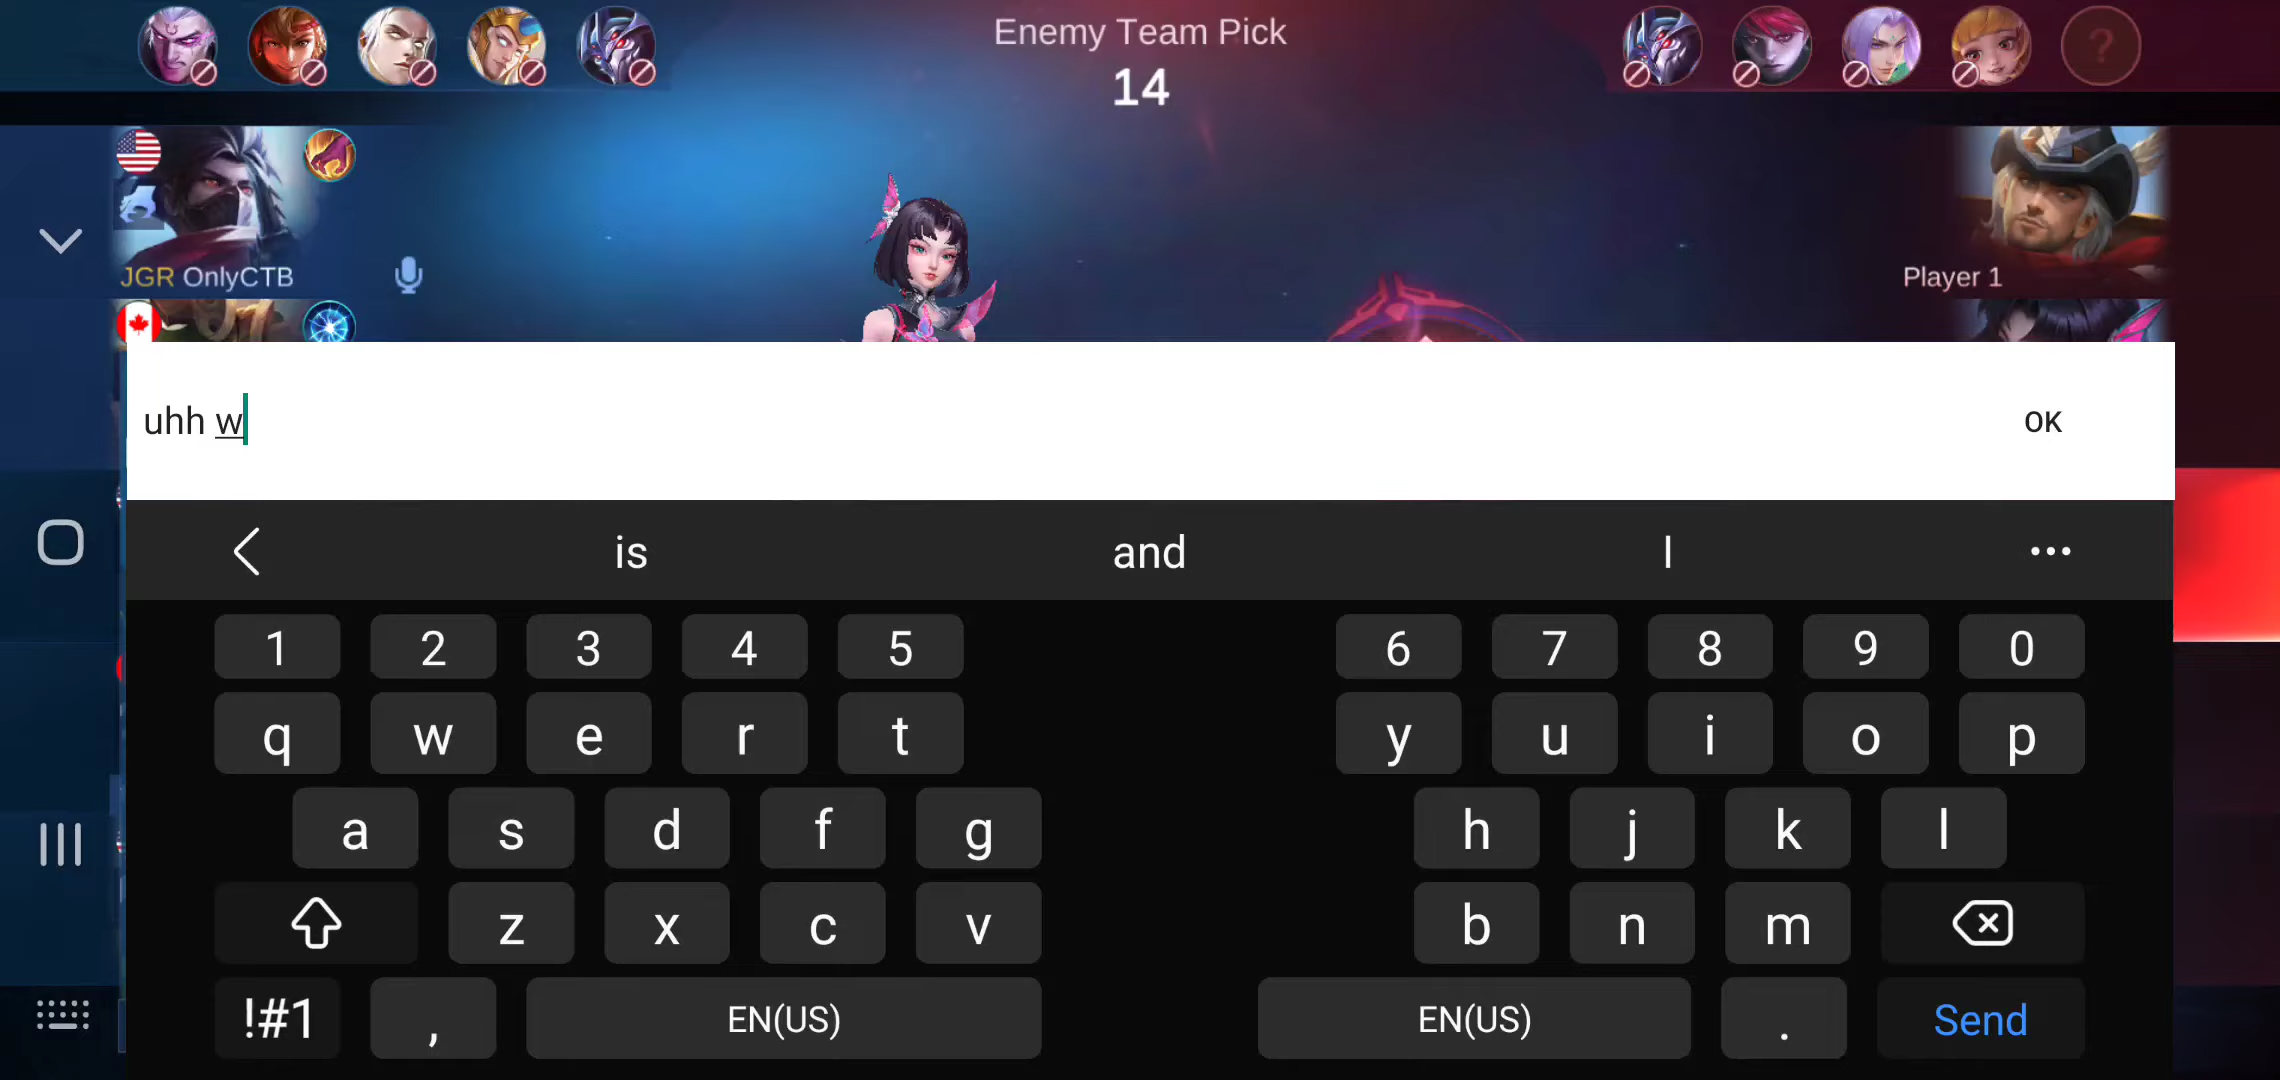 Enemy Team Pick
14
?
JGR OnlyCTB
Player 1
uhh w
OK
is and I
1 2 3 4 5 6 7 8 9 0
q w e r t y u i o p
a s d f g h j k l
z x c v b n m
!#1 , EN(US) EN(US) . Send